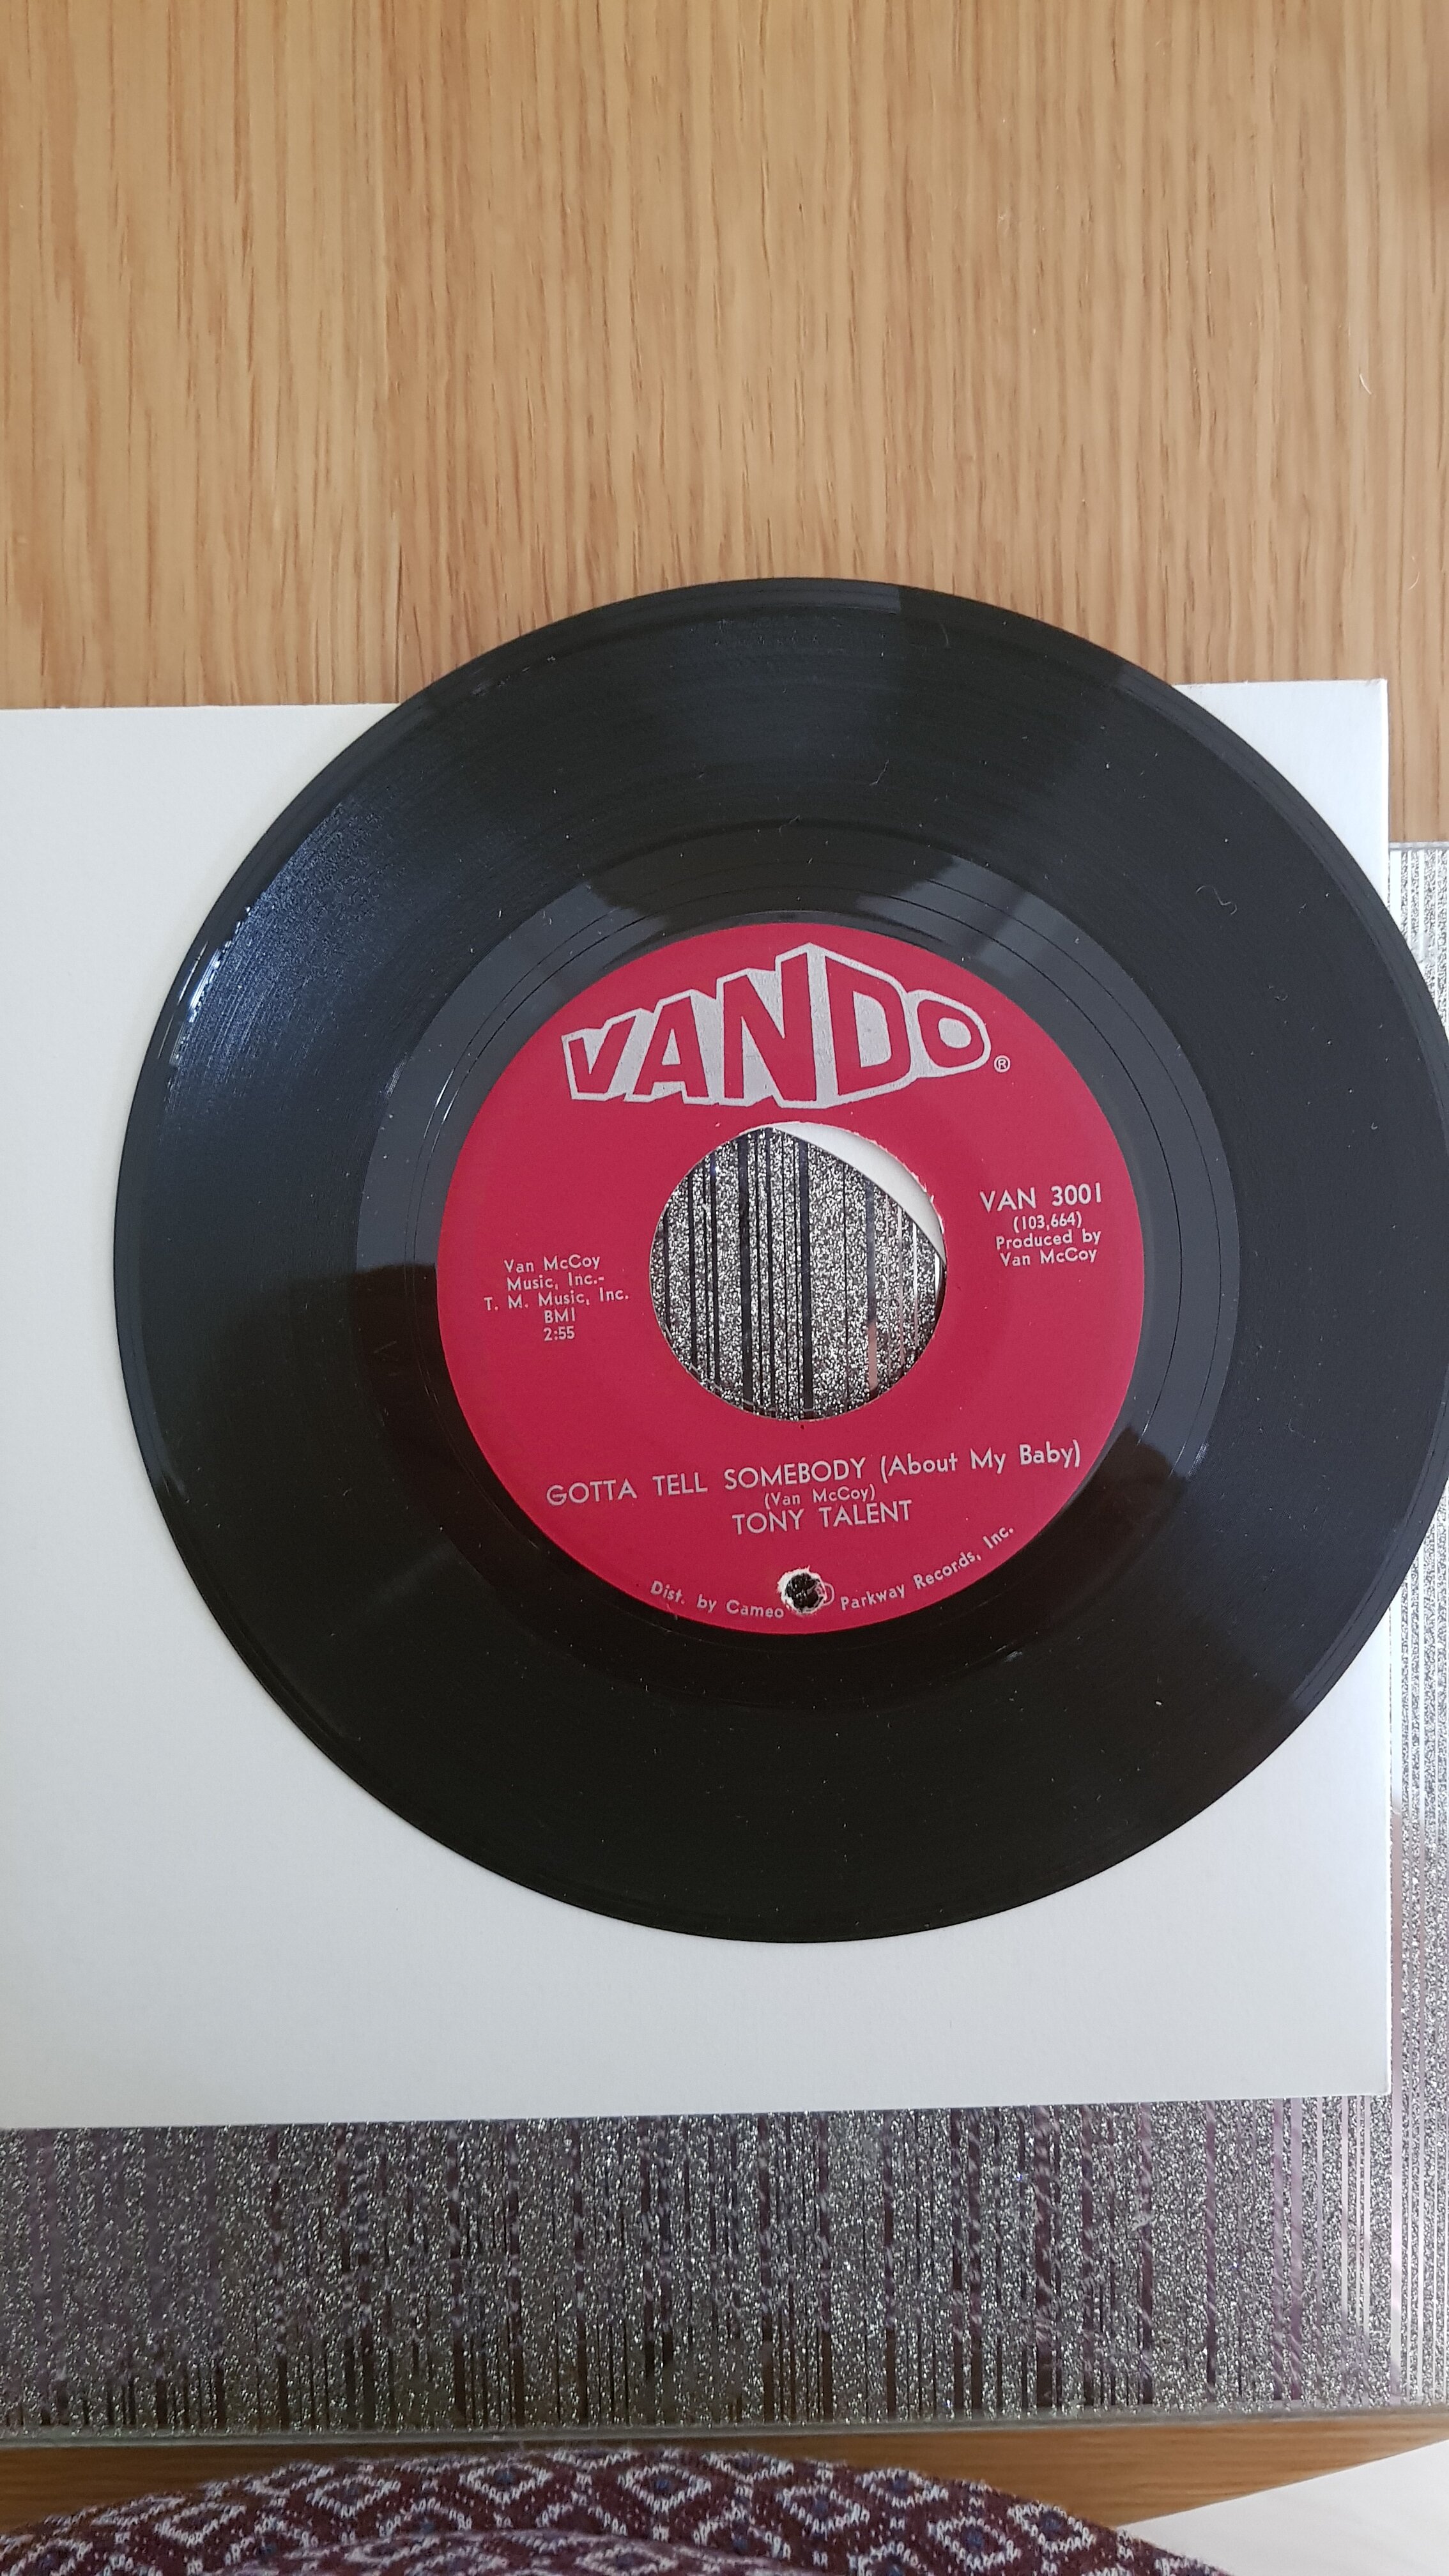 VANDO®
VAN 3001
(103,664)
Produced by
Van McCoy
Van McCoy
Music, Inc.-
T. M. Music, Inc.
BMI
2:55
GOTTA TELL SOMEBODY (About My Baby)
(Van McCoy)
TONY TALENT
Dist. by Cameo Parkway Records, Inc.